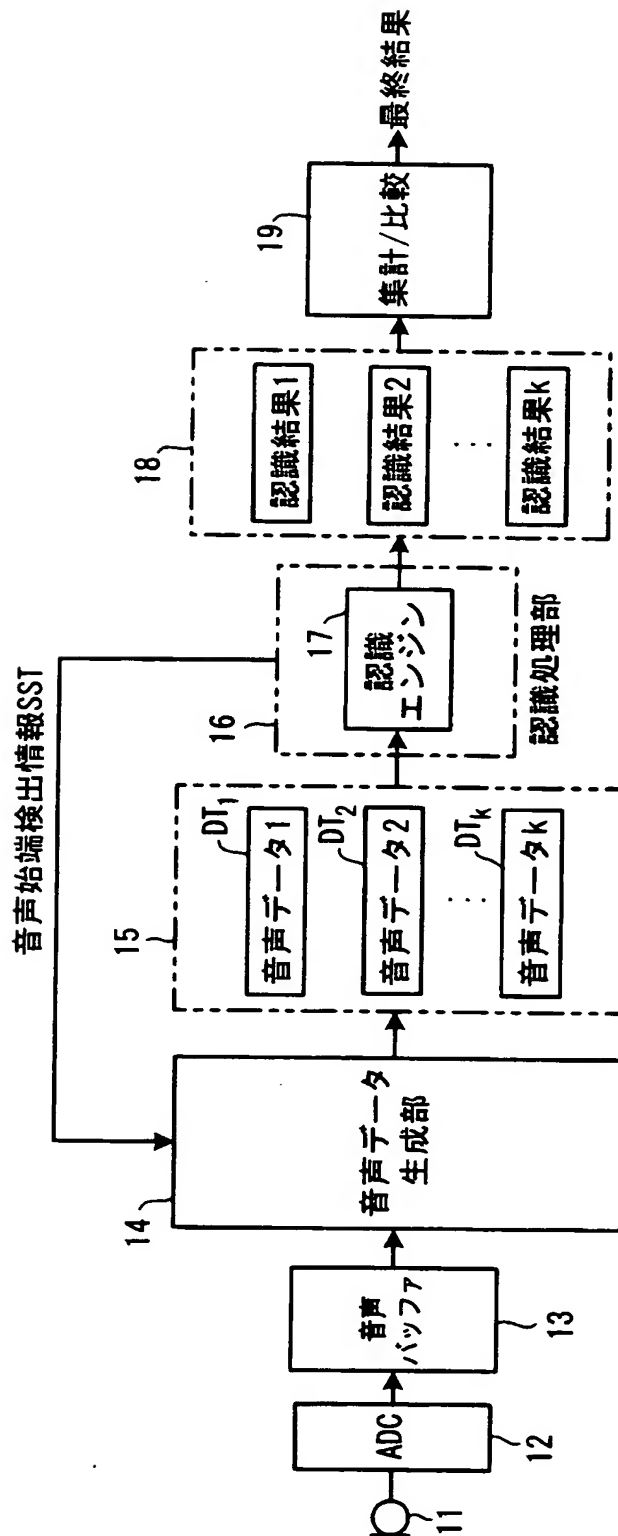 音声始端検出情報SST
11
12
ADC
13
音声
バッファ
14
音声データ
生成部
15
DT1
音声データ1
DT2
音声データ2
⋮
DTk
音声データk
16
17
認識
エンジン
認識処理部
18
認識結果1
認識結果2
⋮
認識結果k
19
集計/比較
最終結果